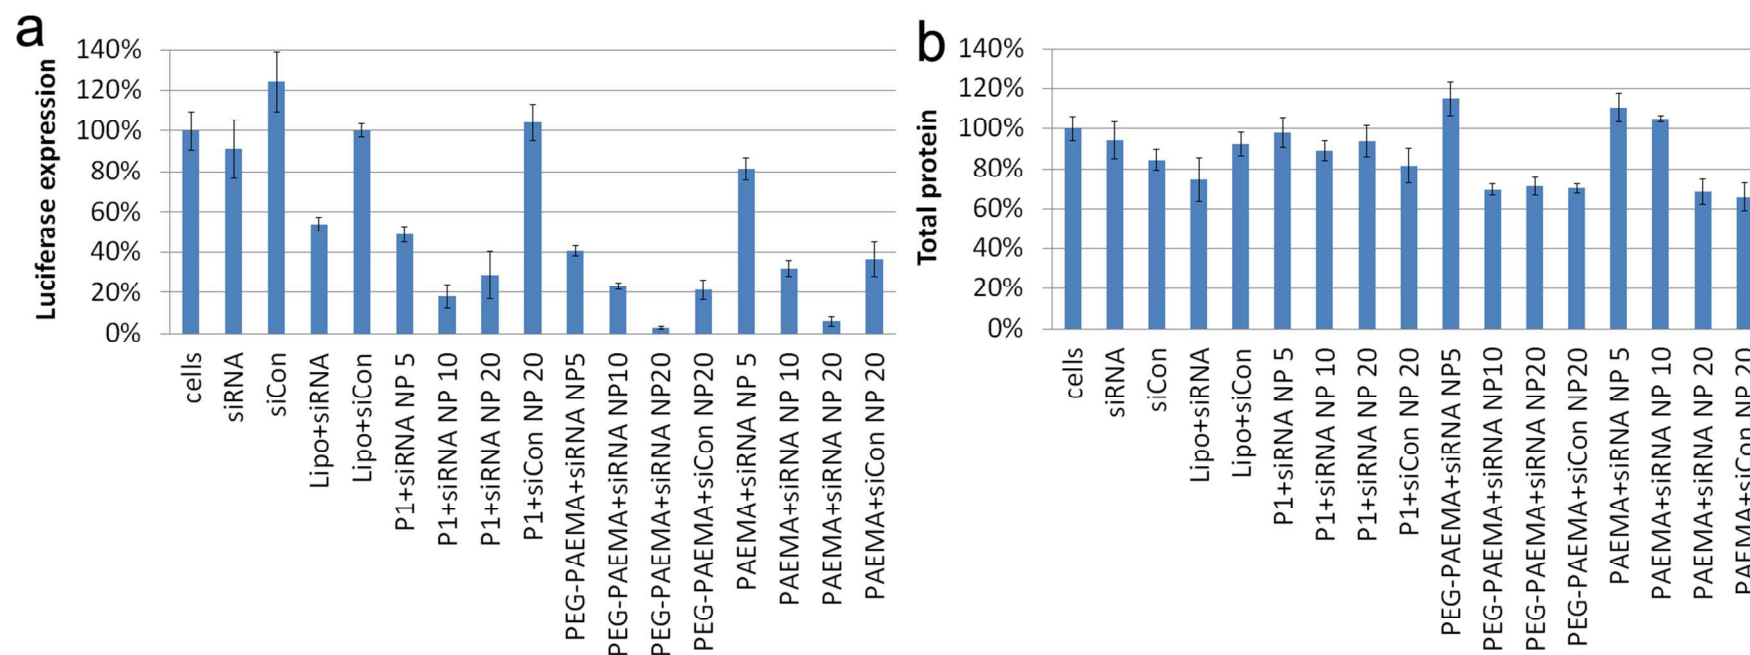 a
Luciferase expression
140%
120%
100%
80%
60%
40%
20%
0%
cells
siRNA
siCon
Lipo+siRNA
Lipo+siCon
P1+siRNA NP 5
P1+siRNA NP 10
P1+siRNA NP 20
P1+siCon NP 20
PEG-PAEMA+siRNA NP5
PEG-PAEMA+siRNA NP10
PEG-PAEMA+siRNA NP20
PEG-PAEMA+siCon NP20
PAEMA+siRNA NP 5
PAEMA+siRNA NP 10
PAEMA+siRNA NP 20
PAEMA+siCon NP 20
b
Total protein
140%
120%
100%
80%
60%
40%
20%
0%
cells
siRNA
siCon
Lipo+siRNA
Lipo+siCon
P1+siRNA NP 5
P1+siRNA NP 10
P1+siRNA NP 20
P1+siCon NP 20
PEG-PAEMA+siRNA NP5
PEG-PAEMA+siRNA NP10
PEG-PAEMA+siRNA NP20
PEG-PAEMA+siCon NP20
PAEMA+siRNA NP 5
PAEMA+siRNA NP 10
PAEMA+siRNA NP 20
PAEMA+siCon NP 20